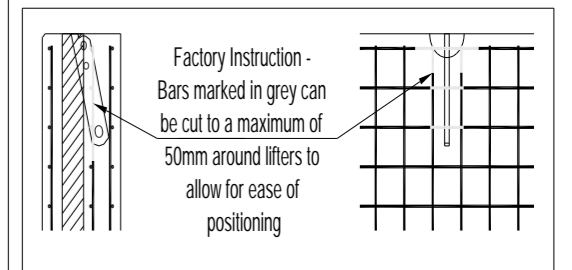 Factory Instruction -
Bars marked in grey can
be cut to a maximum of
50mm around lifters to
allow for ease of
positioning